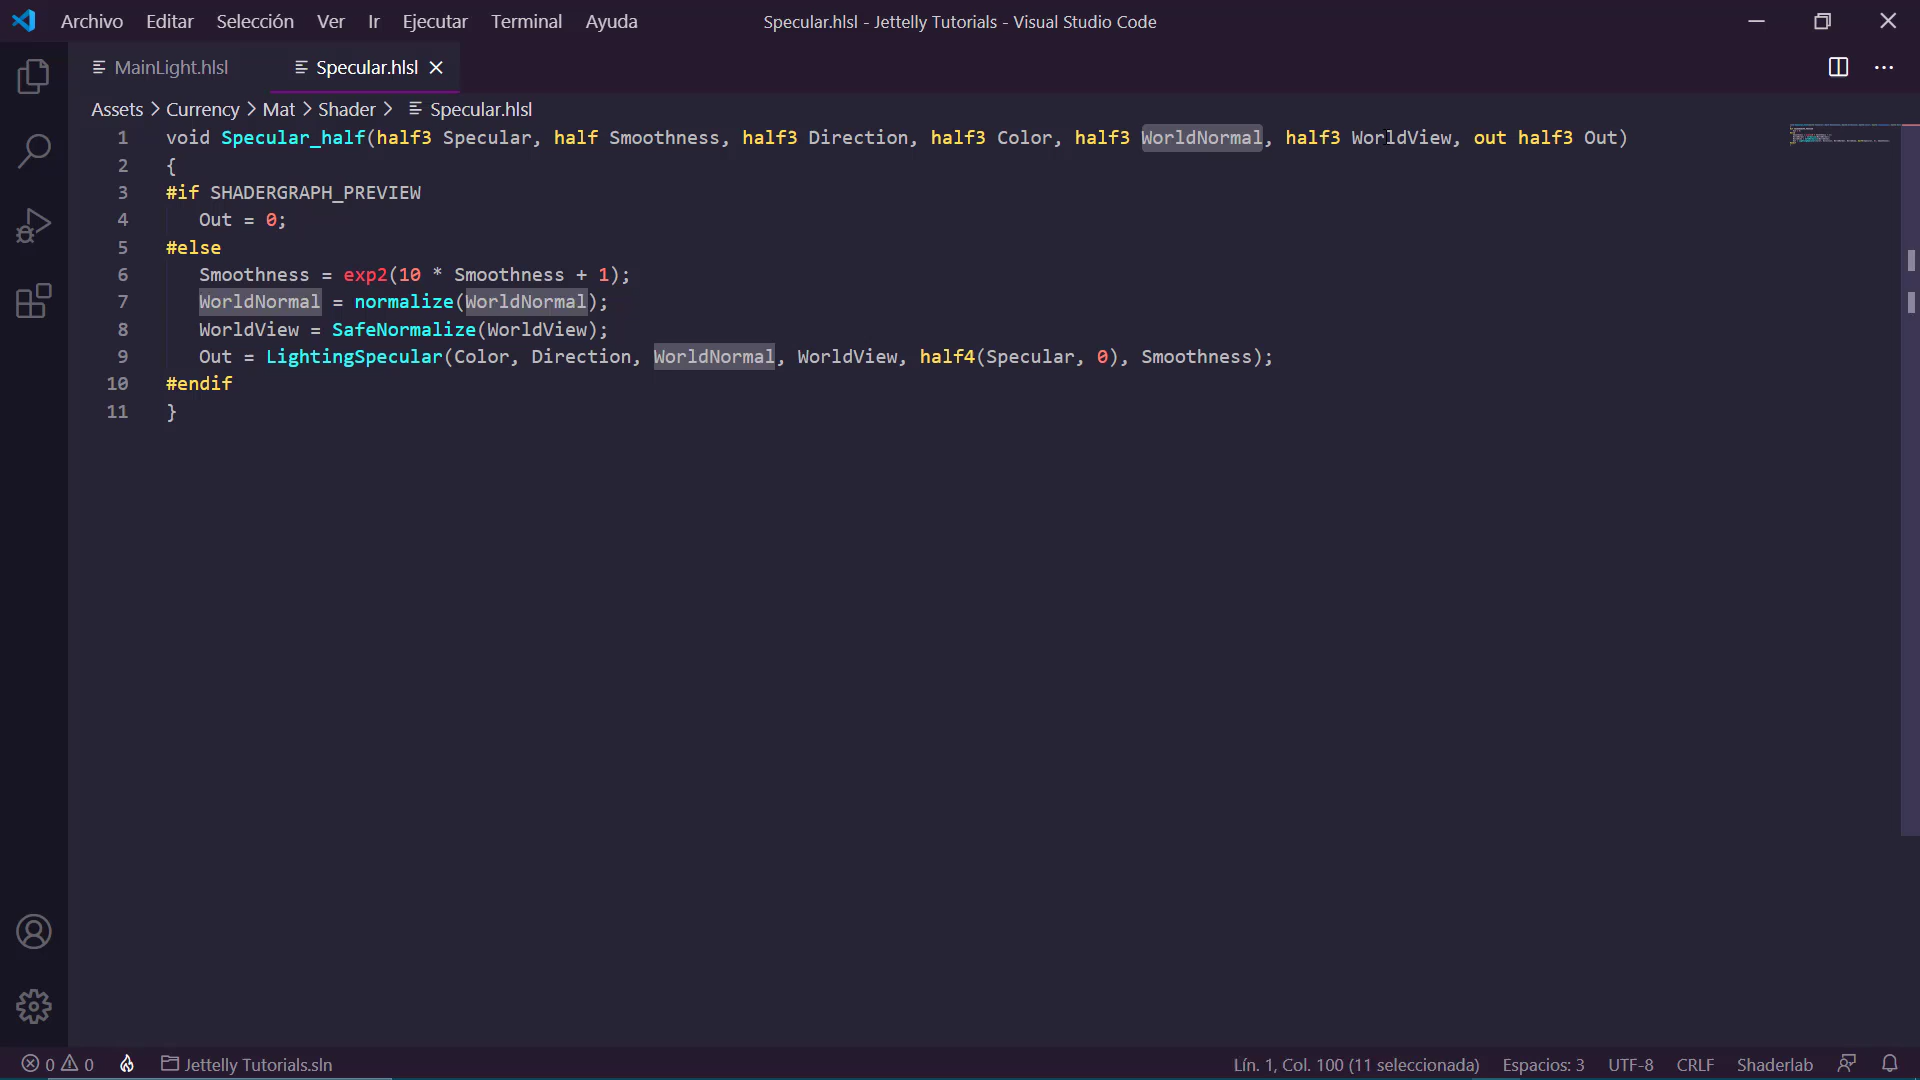 Archivo Editar Selección Ver Ir Ejecutar Terminal Ayuda Specular.hlsl - Jettelly Tutorials - Visual Studio Code
MainLight.hlsl Specular.hlsl
Assets > Currency > Mat > Shader > Specular.hlsl
1 void Specular_half(half3 Specular, half Smoothness, half3 Direction, half3 Color, half3 WorldNormal, half3 WorldView, out half3 Out)
2 {
3 #if SHADERGRAPH_PREVIEW
4 Out = 0;
5 #else
6 Smoothness = exp2(10 * Smoothness + 1);
7 WorldNormal = normalize(WorldNormal);
8 WorldView = SafeNormalize(WorldView);
9 Out = LightingSpecular(Color, Direction, WorldNormal, WorldView, half4(Specular, 0), Smoothness);
10 #endif
11 }
0 0 Jettelly Tutorials.sln Lín. 1, Col. 100 (11 seleccionada) Espacios: 3 UTF-8 CRLF Shaderlab